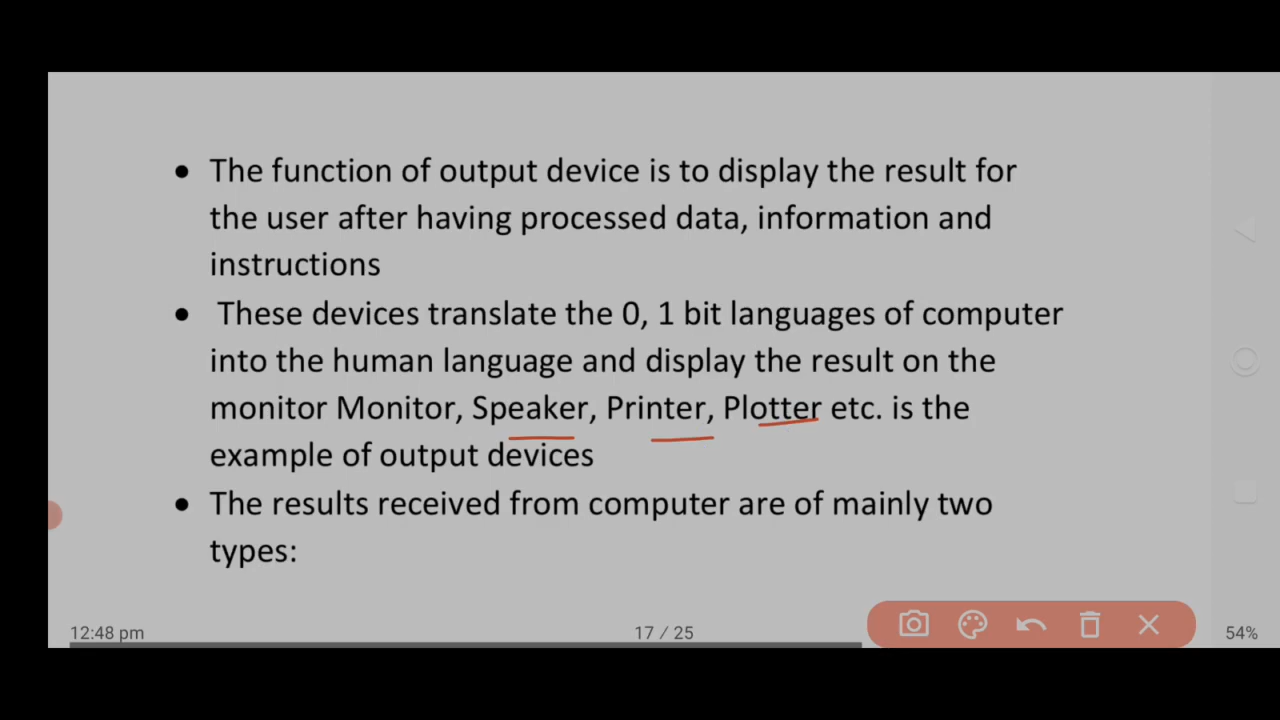 • The function of output device is to display the result for
the user after having processed data, information and
instructions
• These devices translate the 0, 1 bit languages of computer
into the human language and display the result on the
monitor Monitor, Speaker, Printer, Plotter etc. is the
example of output devices
• The results received from computer are of mainly two
types:
12:48 pm
17 / 25
54%